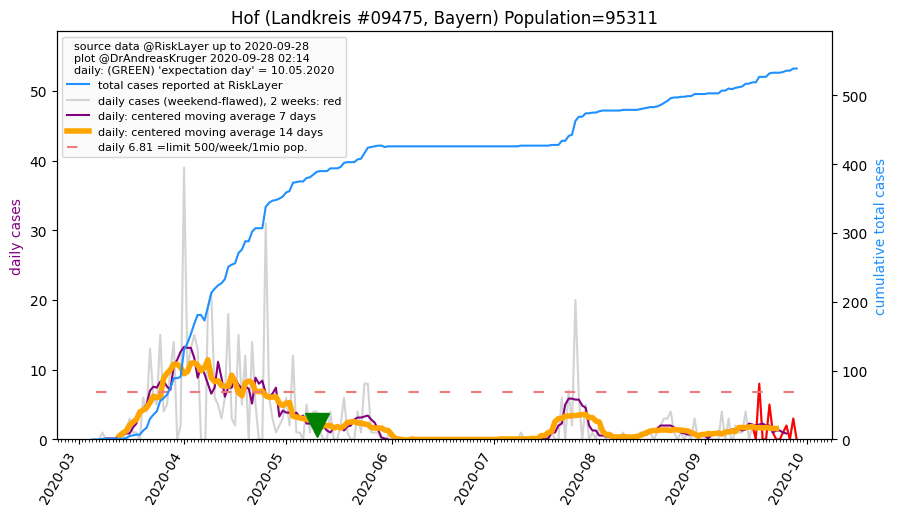 Hof (Landkreis #09475, Bayern) Population=95311
source data @RiskLayer up to 2020-09-28
plot @DrAndreasKruger 2020-09-28 02:14
daily: (GREEN) 'expectation day' = 10.05.2020
total cases reported at RiskLayer
daily cases (weekend-flawed), 2 weeks: red
daily: centered moving average 7 days
daily: centered moving average 14 days
daily 6.81 =limit 500/week/1mio pop.
daily cases
50
40
30
20
10
0
cumulative total cases
500
400
300
200
100
0
2020-03
2020-04
2020-05
2020-06
2020-07
2020-08
2020-09
2020-10